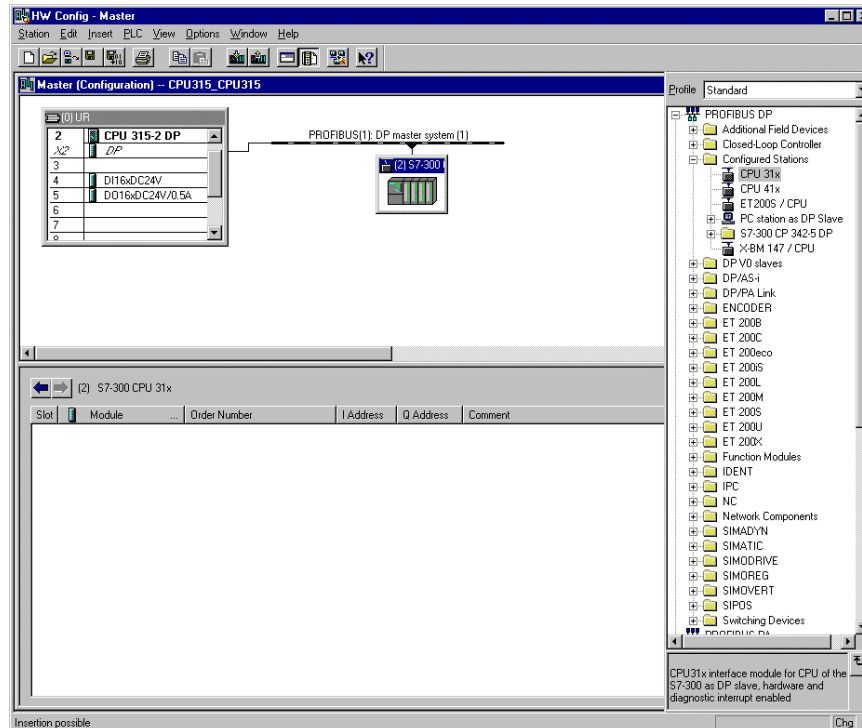 HW Config - Master
Station Edit Insert PLC View Options Window Help
Master (Configuration) -- CPU315_CPU315
(0) UR
2 CPU 315-2 DP
X2 DP
3
4 DI16xDC24V
5 DO16xDC24V/0.5A
6
7
PROFIBUS(1): DP master system (1)
(2) S7-300
(2) S7-300 CPU 31x
Slot Module ... Order Number I Address Q Address Comment
Profile Standard
PROFIBUS DP
Additional Field Devices
Closed-Loop Controller
Configured Stations
CPU 31x
CPU 41x
ET200S / CPU
PC station as DP Slave
S7-300 CP 342-5 DP
X-BM 147 / CPU
DP V0 slaves
DP/AS-i
DP/PA Link
ENCODER
ET 200B
ET 200C
ET 200eco
ET 200iS
ET 200L
ET 200M
ET 200S
ET 200U
ET 200X
Function Modules
IDENT
IPC
NC
Network Components
SIMADYN
SIMATIC
SIMODRIVE
SIMOREG
SIMOVERT
SIPOS
Switching Devices
PROFIBUS-PA
CPU31x interface module for CPU of the
S7-300 as DP slave, hardware and
diagnostic interrupt enabled
Insertion possible
Chg